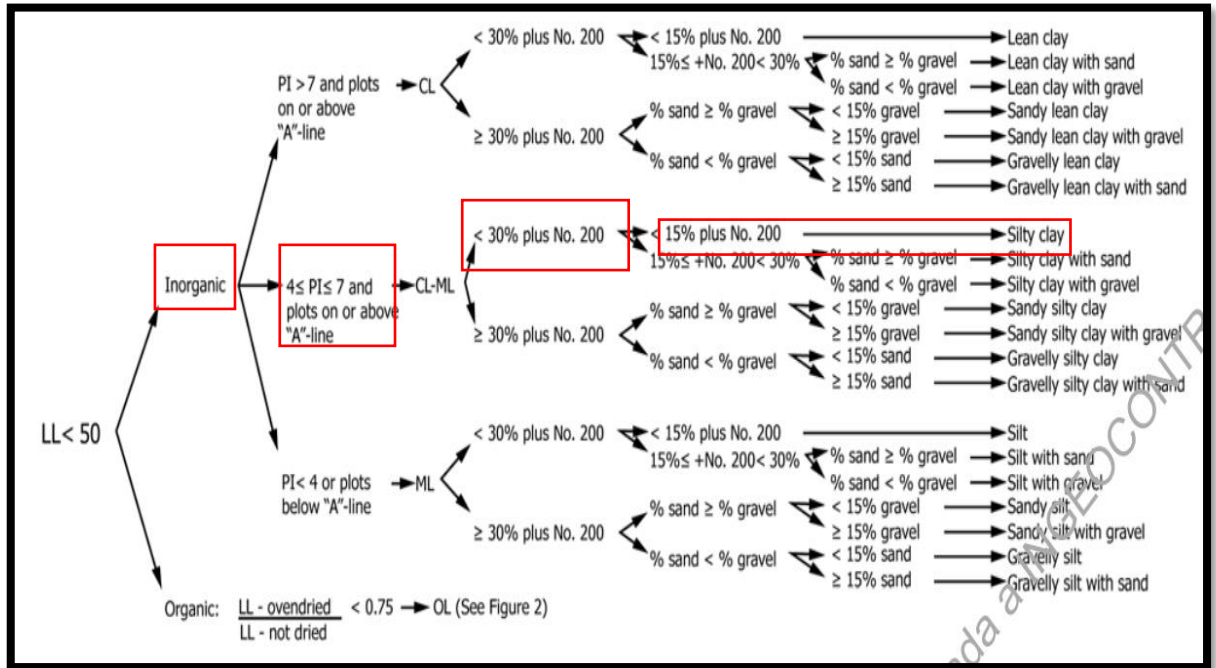 < 30% plus No. 200 < 15% plus No. 200 Lean clay
15%≤ +No. 200< 30% % sand ≥ % gravel Lean clay with sand
PI >7 and plots CL % sand < % gravel Lean clay with gravel
on or above % sand ≥ % gravel < 15% gravel Sandy lean clay
"A"-line ≥ 30% plus No. 200 ≥ 15% gravel Sandy lean clay with gravel
% sand < % gravel < 15% sand Gravelly lean clay
≥ 15% sand Gravelly lean clay with sand
< 30% plus No. 200 < 15% plus No. 200 Silty clay
15%≤ +No. 200< 30% % sand ≥ % gravel Silty clay with sand
Inorganic 4≤ PI≤ 7 and CL-ML % sand < % gravel Silty clay with gravel
plots on or above % sand ≥ % gravel < 15% gravel Sandy silty clay
"A"-line ≥ 30% plus No. 200 ≥ 15% gravel Sandy silty clay with gravel
% sand < % gravel < 15% sand Gravelly silty clay
≥ 15% sand Gravelly silty clay with sand
LL< 50 < 30% plus No. 200 < 15% plus No. 200 Silt
15%≤ +No. 200< 30% % sand ≥ % gravel Silt with sand
PI< 4 or plots ML % sand < % gravel Silt with gravel
below "A"-line % sand ≥ % gravel < 15% gravel Sandy silt
≥ 30% plus No. 200 ≥ 15% gravel Sandy silt with gravel
% sand < % gravel < 15% sand Gravelly silt
≥ 15% sand Gravelly silt with sand
Organic: LL - ovendried < 0.75 OL (See Figure 2)
LL - not dried
a INGEOCONTR